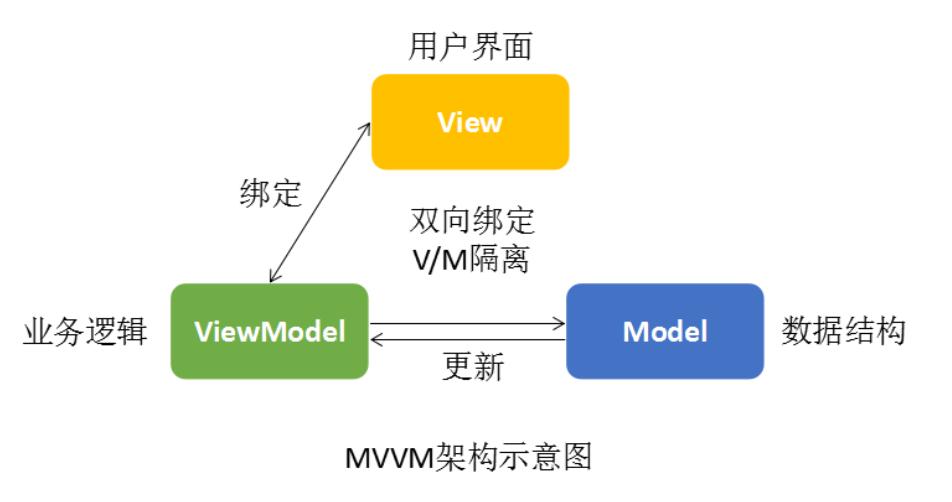 用户界面
View
绑定
双向绑定
V/M隔离
业务逻辑
ViewModel
Model
数据结构
更新
MVVM架构示意图